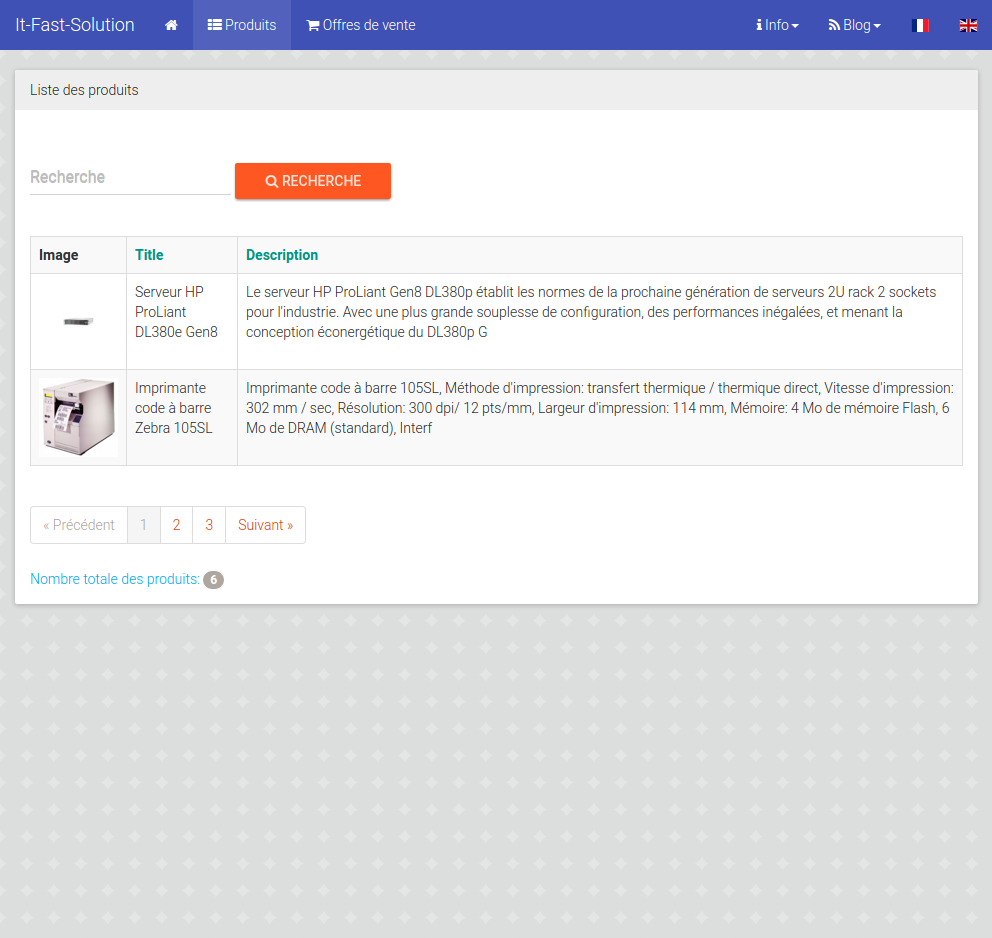 It-Fast-Solution Produits Offres de vente Info Blog
Liste des produits
Recherche RECHERCHE
Image Title Description
Serveur HP
ProLiant
DL380e Gen8
Le serveur HP ProLiant Gen8 DL380p établit les normes de la prochaine génération de serveurs 2U rack 2 sockets
pour l'industrie. Avec une plus grande souplesse de configuration, des performances inégalées, et menant la
conception éconergétique du DL380p G
Imprimante
code à barre
Zebra 105SL
Imprimante code à barre 105SL, Méthode d'impression: transfert thermique / thermique direct, Vitesse d'impression:
302 mm / sec, Résolution: 300 dpi/ 12 pts/mm, Largeur d'impression: 114 mm, Mémoire: 4 Mo de mémoire Flash, 6
Mo de DRAM (standard), Interf
« Précédent 1 2 3 Suivant »
Nombre totale des produits: 6